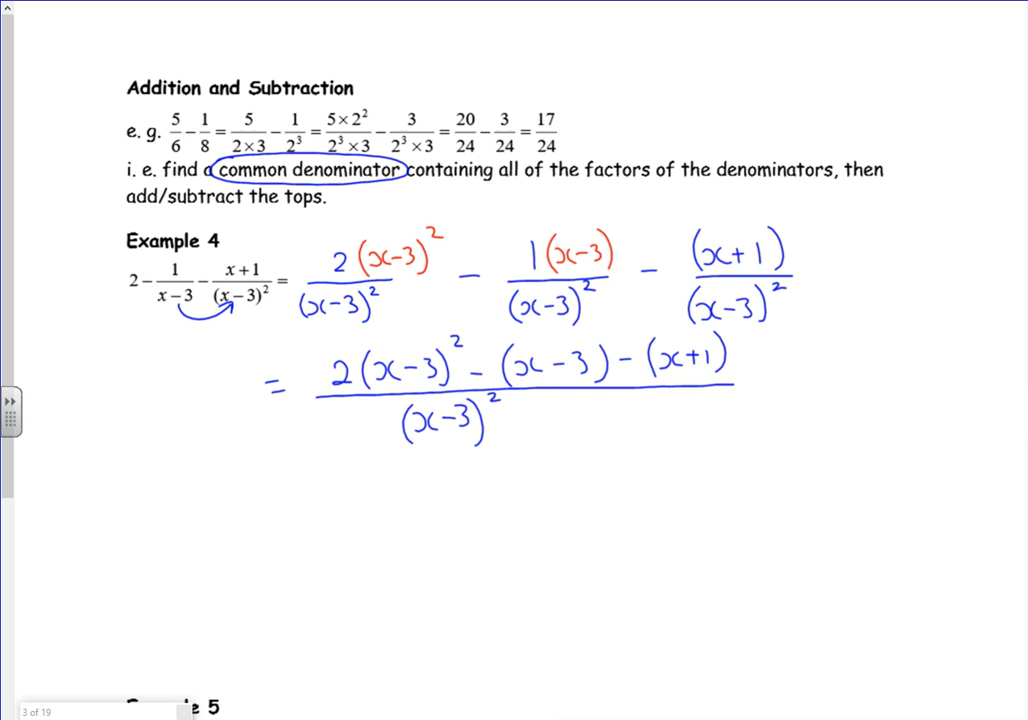 Addition and Subtraction
e. g. 5/6 − 1/8 = 5/(2×3) − 1/2³ = (5×2²)/(2³×3) − 3/(2³×3) = 20/24 − 3/24 = 17/24
i. e. find a common denominator containing all of the factors of the denominators, then
add/subtract the tops.
Example 4
2 − 1/(x−3) − (x+1)/(x−3)² = 2(x−3)²/(x−3)² − 1(x−3)/(x−3)² − (x+1)/(x−3)²
= (2(x−3)² − (x−3) − (x+1))/(x−3)²
3 of 19
e 5